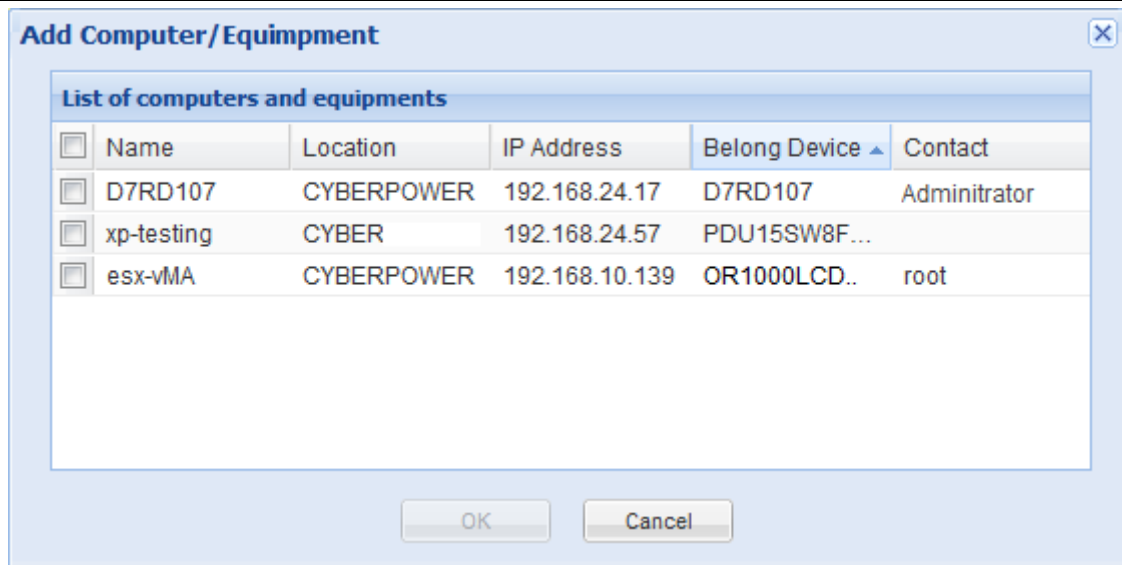 Add Computer/Equimpment
List of computers and equipments
Name Location IP Address Belong Device Contact
D7RD107 CYBERPOWER 192.168.24.17 D7RD107 Adminitrator
xp-testing CYBER 192.168.24.57 PDU15SW8F...
esx-vMA CYBERPOWER 192.168.10.139 OR1000LCD.. root
OK Cancel